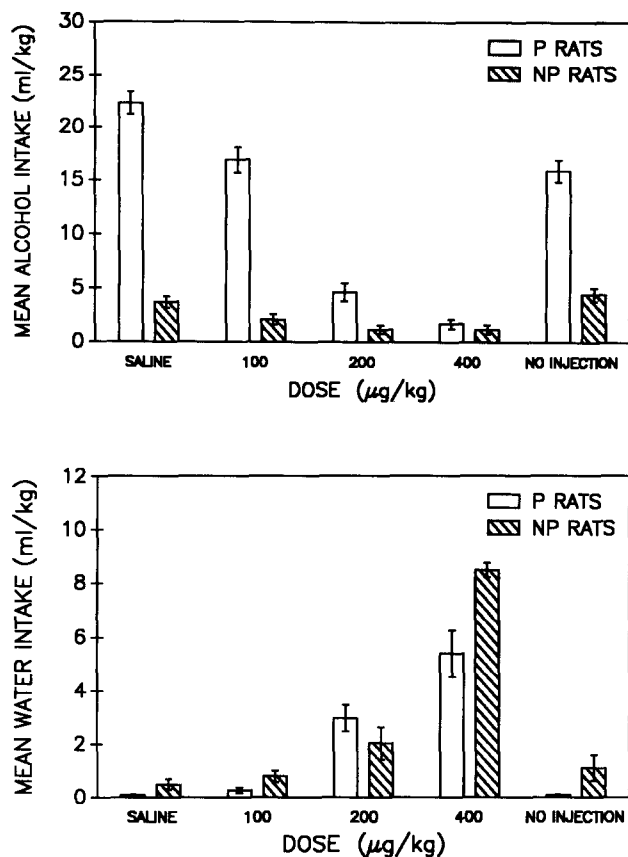 30
25
20
15
10
5
0
MEAN ALCOHOL INTAKE (ml/kg)
P RATS
NP RATS
SALINE 100 200 400 NO INJECTION
DOSE (µg/kg)
12
10
8
6
4
2
0
MEAN WATER INTAKE (ml/kg)
P RATS
NP RATS
SALINE 100 200 400 NO INJECTION
DOSE (µg/kg)